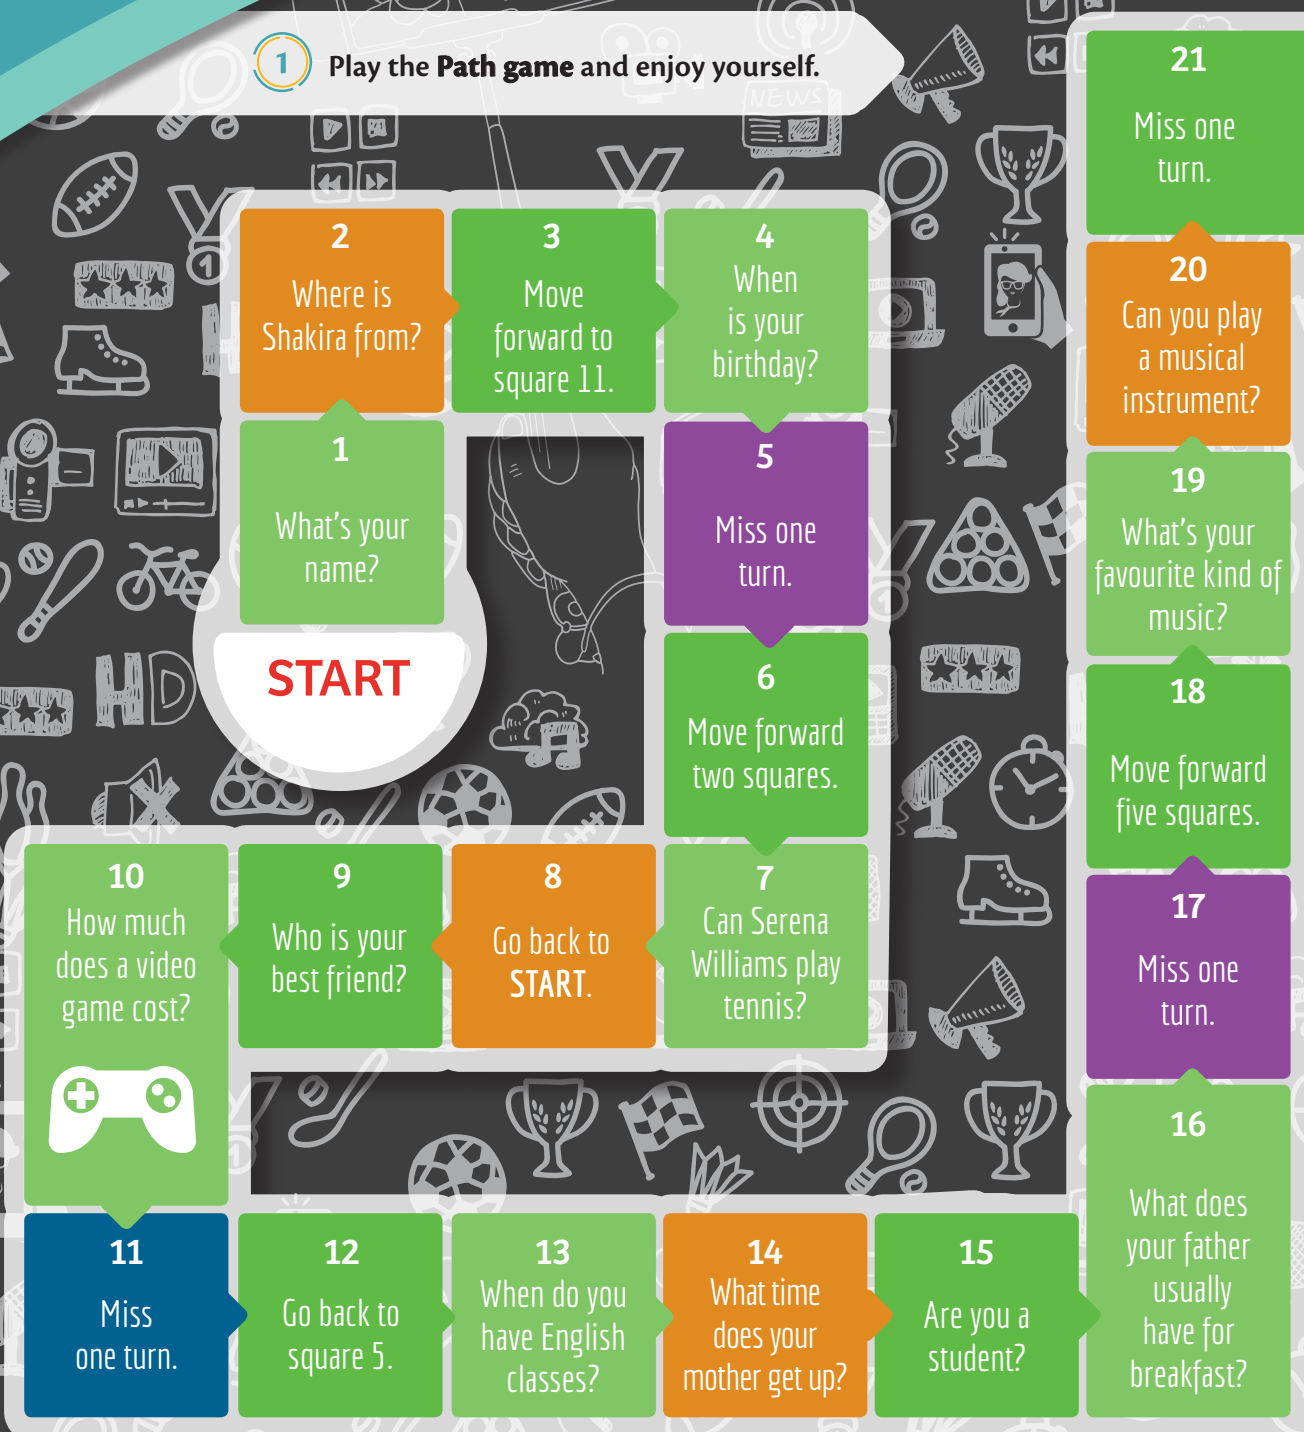 1
Play the Path game and enjoy yourself.
NEWS
START
1
What's your
name?
2
Where is
Shakira from?
3
Move
forward to
square 11.
4
When
is your
birthday?
5
Miss one
turn.
6
Move forward
two squares.
7
Can Serena
Williams play
tennis?
8
Go back to
START.
9
Who is your
best friend?
10
How much
does a video
game cost?
11
Miss
one turn.
12
Go back to
square 5.
13
When do you
have English
classes?
14
What time
does your
mother get up?
15
Are you a
student?
16
What does
your father
usually
have for
breakfast?
17
Miss one
turn.
18
Move forward
five squares.
19
What's your
favourite kind of
music?
20
Can you play
a musical
instrument?
21
Miss one
turn.
1
HD
1
1